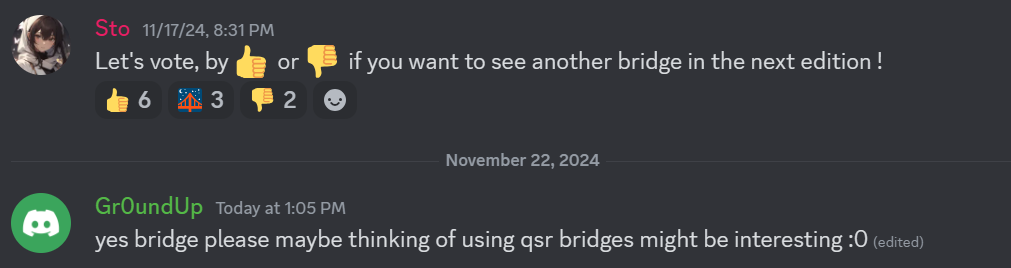 Sto 11/17/24, 8:31 PM
Let's vote, by 👍 or 👎 if you want to see another bridge in the next edition !
👍 6 🌉 3 👎 2
November 22, 2024
Gr0undUp Today at 1:05 PM
yes bridge please maybe thinking of using qsr bridges might be interesting :0 (edited)